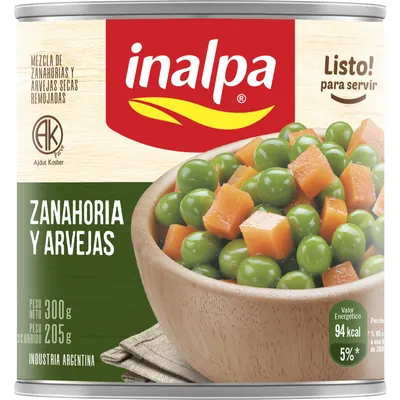 MEZCLA DE
ZANAHORIAS Y
ARVEJAS SECAS
REMOJADAS
inalpa
®
Listo!
para servir
AK
Parve
Ajdut Kosher
ZANAHORIA
Y ARVEJAS
PESO
NETO 300g
PESO
ESCURRIDO 205g
INDUSTRIA ARGENTINA
Valor
Energético
94 kcal
5%*